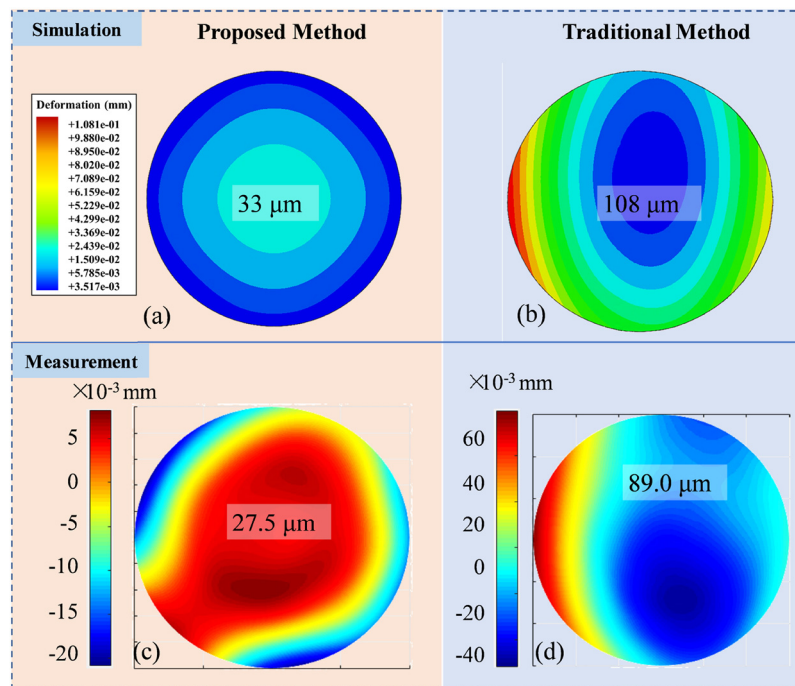 Simulation
Proposed Method
Traditional Method
Deformation (mm)
+1.081e-01
+9.880e-02
+8.950e-02
+8.020e-02
+7.089e-02
+6.159e-02
+5.229e-02
+4.299e-02
+3.369e-02
+2.439e-02
+1.509e-02
+5.785e-03
+3.517e-03
33 μm
(a)
108 μm
(b)
Measurement
×10⁻³ mm
5
0
-5
-10
-15
-20
27.5 μm
(c)
×10⁻³ mm
60
40
20
0
-20
-40
89.0 μm
(d)